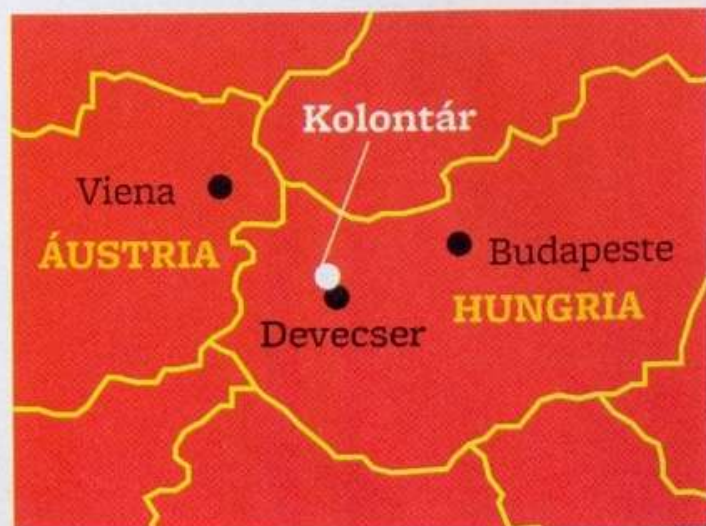 Kolontár
Viena
ÁUSTRIA
Budapeste
HUNGRIA
Devecser